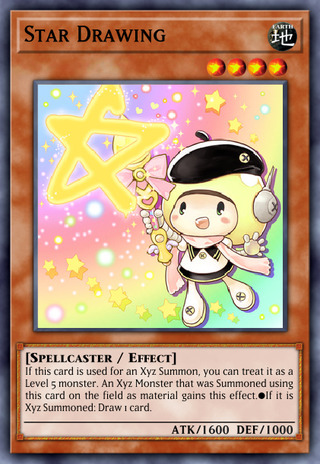 Star Drawing
EARTH
地
[Spellcaster / Effect]
If this card is used for an Xyz Summon, you can treat it as a
Level 5 monster. An Xyz Monster that was Summoned using
this card on the field as material gains this effect.●If it is
Xyz Summoned: Draw 1 card.
ATK/1600 DEF/1000